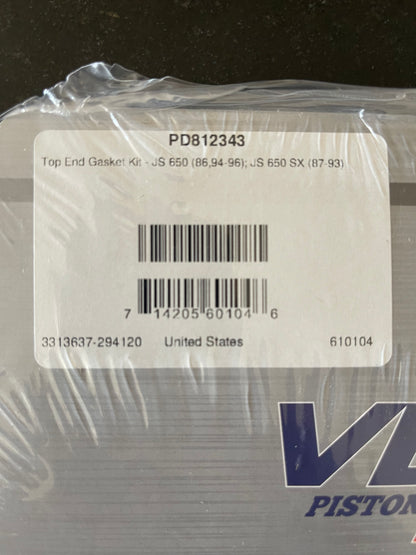 PD812343
Top End Gasket Kit - JS 650 (86,94-96); JS 650 SX (87-93)
7 14205 60104 6
3313637-294120 United States 610104
PISTON